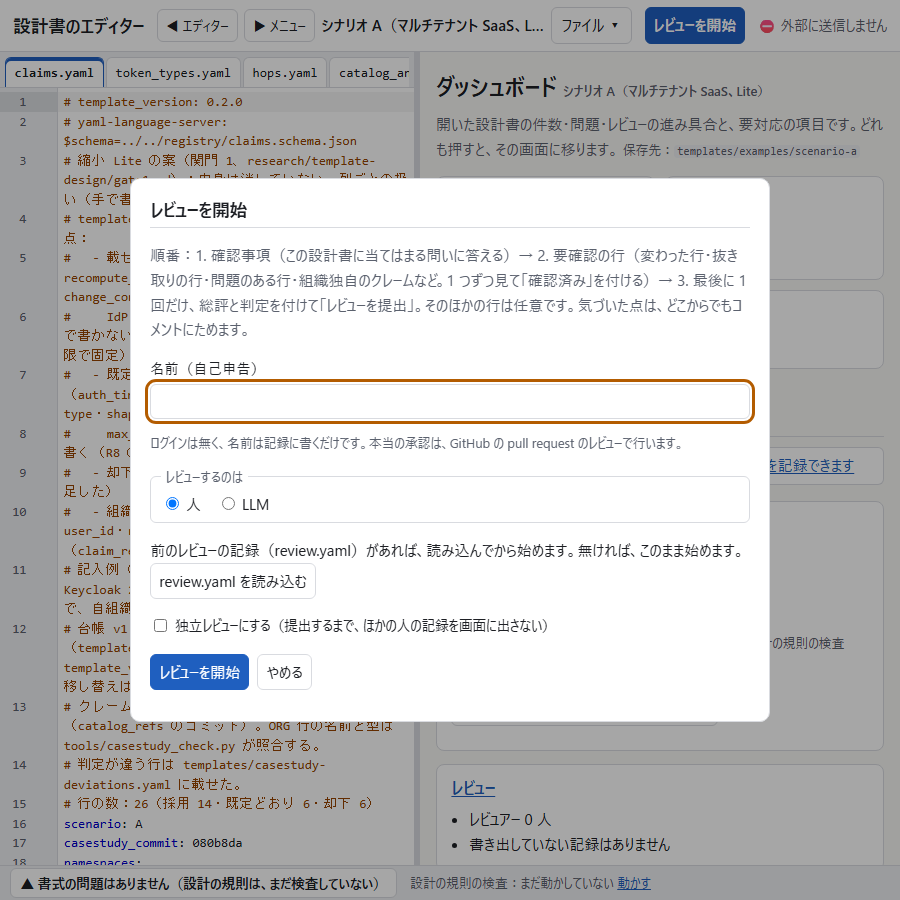 設計書のエディター
◀ エディター
▶ メニュー
シナリオ A（マルチテナント SaaS、L...
ファイル ▼
レビューを開始
外部に送信しません
claims.yaml
token_types.yaml
hops.yaml
catalog_ar
1 # template_version: 0.2.0
2 # yaml-language-server:
$schema=../../registry/claims.schema.json
3 # 縮小 Lite の案（関門 1、research/template-
4 # templat
点：
5 # - 載せ
recompute_
change_con
6 # IdP
で書かない
限で固定）
7 # - 既定
（auth_tim
type・shap
8 # max_
書く（R8
9 # - 却下
足した）
10 # - 組織
user_id・
（claim_re
11 # 記入例（
Keycloak
で、自組織
12 # 台帳 v1
（template
template_v
移し替えは
13 # クレーム
（catalog_refs のコミット）。ORG 行の名前と型は
tools/casestudy_check.py が照合する。
14 # 判定が違う行は templates/casestudy-
deviations.yaml に載せた。
15 # 行の数：26（採用 14・既定どおり 6・却下 6）
16 scenario: A
17 casestudy_commit: 080b8da
18 namespaces:
ダッシュボード シナリオ A（マルチテナント SaaS、Lite）
開いた設計書の件数・問題・レビューの進み具合と、要対応の項目です。どれ
も押すと、その画面に移ります。 保存先：templates/examples/scenario-a
を記録できます
の規則の検査
レビューを開始
順番：1. 確認事項（この設計書に当てはまる問いに答える）→ 2. 要確認の行（変わった行・抜き
取りの行・問題のある行・組織独自のクレームなど。1 つずつ見て「確認済み」を付ける）→ 3. 最後に 1
回だけ、総評と判定を付けて「レビューを提出」。そのほかの行は任意です。気づいた点は、どこからでもコ
メントにためます。
名前（自己申告）
ログインは無く、名前は記録に書くだけです。本当の承認は、GitHub の pull request のレビューで行います。
レビューするのは
人
LLM
前のレビューの記録（review.yaml）があれば、読み込んでから始めます。無ければ、このまま始めます。
review.yaml を読み込む
独立レビューにする（提出するまで、ほかの人の記録を画面に出さない）
レビューを開始
やめる
レビュー
レビュアー 0 人
書き出していない記録はありません
▲ 書式の問題はありません（設計の規則は、まだ検査していない）
設計の規則の検査：まだ動かしていない 動かす